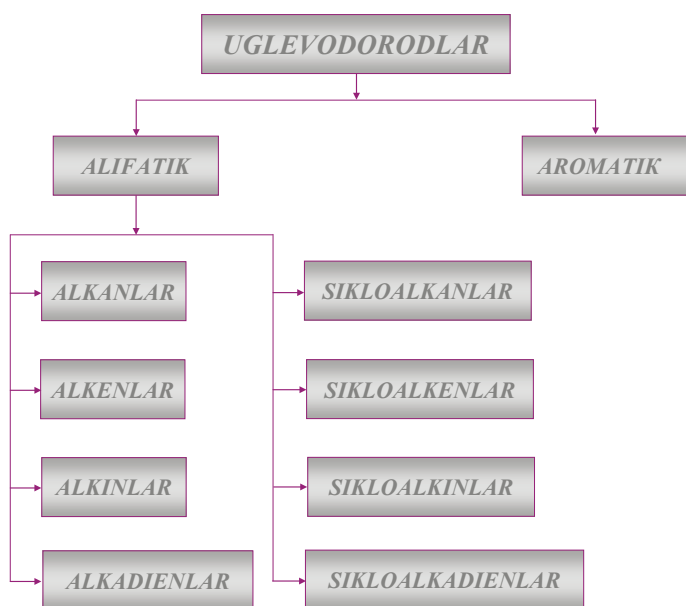 UGLEVODORODLAR
ALIFATIK
AROMATIK
ALKANLAR
SIKLOALKANLAR
ALKENLAR
SIKLOALKENLAR
ALKINLAR
SIKLOALKINLAR
ALKADIENLAR
SIKLOALKADIENLAR